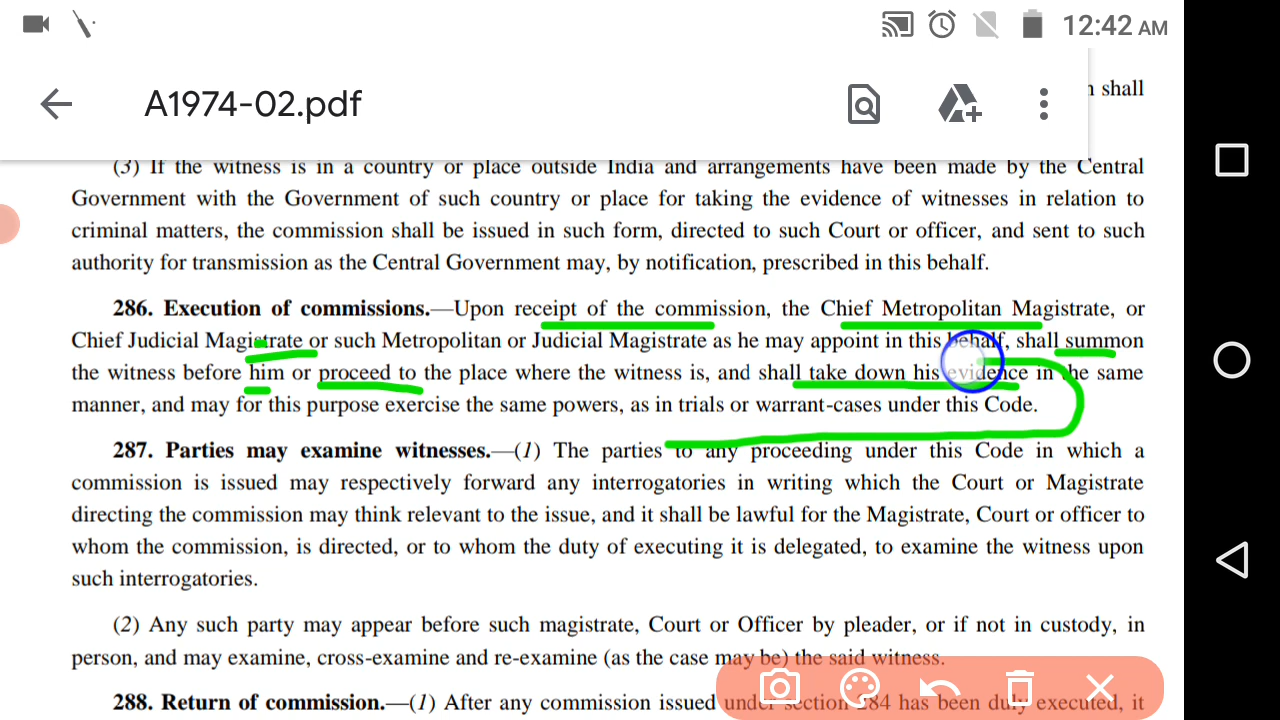 12:42 AM
A1974-02.pdf
shall
(3) If the witness is in a country or place outside India and arrangements have been made by the Central
Government with the Government of such country or place for taking the evidence of witnesses in relation to
criminal matters, the commission shall be issued in such form, directed to such Court or officer, and sent to such
authority for transmission as the Central Government may, by notification, prescribed in this behalf.
286. Execution of commissions.—Upon receipt of the commission, the Chief Metropolitan Magistrate, or
Chief Judicial Magistrate or such Metropolitan or Judicial Magistrate as he may appoint in this behalf, shall summon
the witness before him or proceed to the place where the witness is, and shall take down his evidence in the same
manner, and may for this purpose exercise the same powers, as in trials or warrant-cases under this Code.
287. Parties may examine witnesses.—(1) The parties to any proceeding under this Code in which a
commission is issued may respectively forward any interrogatories in writing which the Court or Magistrate
directing the commission may think relevant to the issue, and it shall be lawful for the Magistrate, Court or officer to
whom the commission, is directed, or to whom the duty of executing it is delegated, to examine the witness upon
such interrogatories.
(2) Any such party may appear before such magistrate, Court or Officer by pleader, or if not in custody, in
person, and may examine, cross-examine and re-examine (as the case may be) the said witness.
288. Return of commission.—(1) After any commission issued under section 284 has been duly executed, it